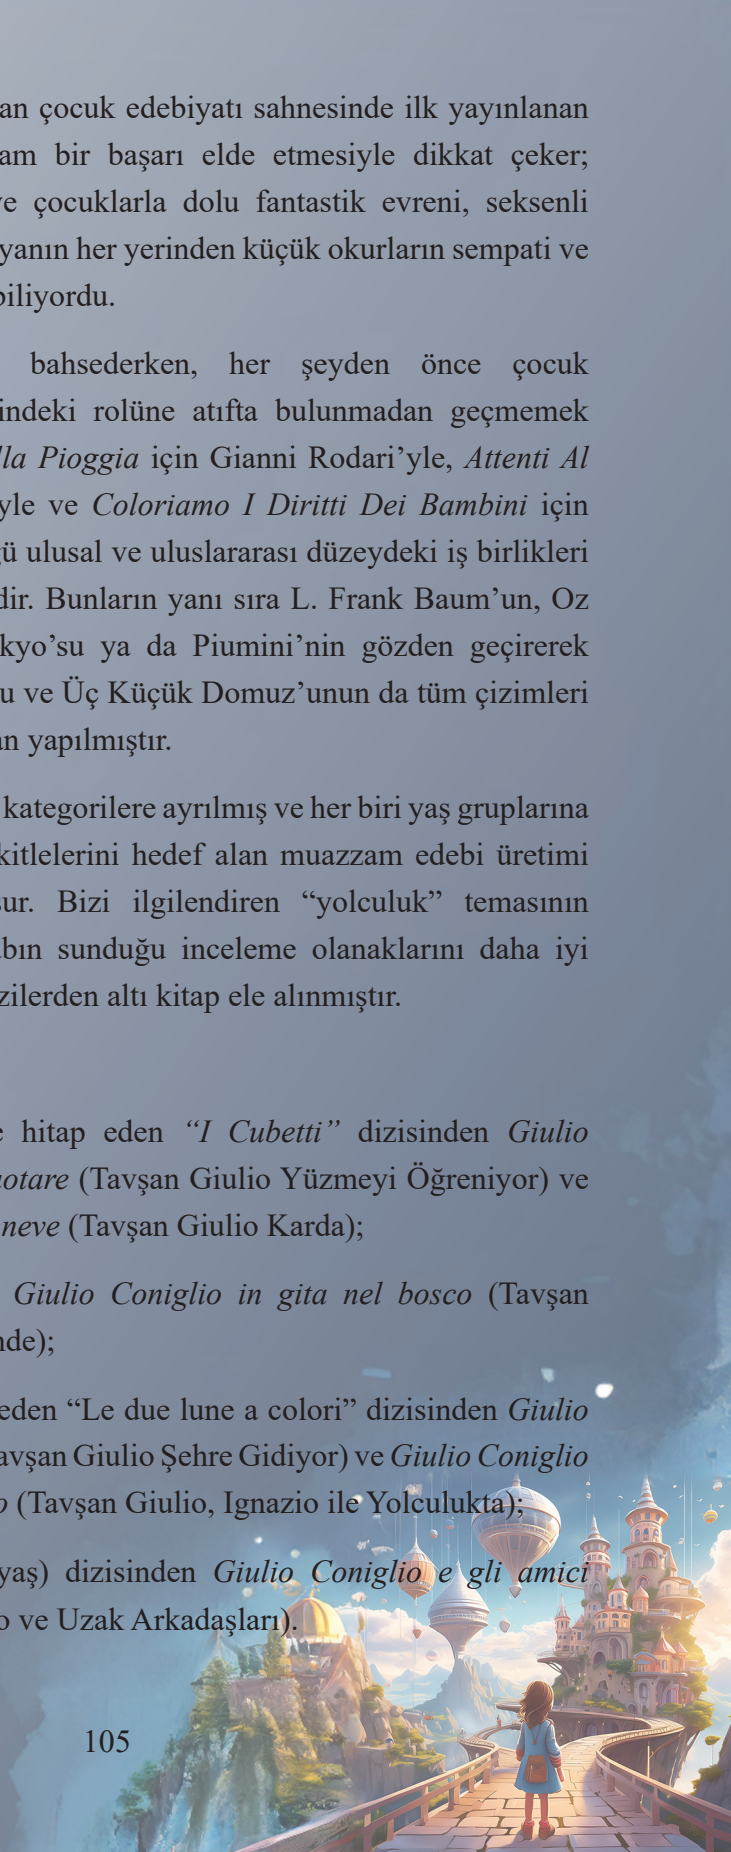 an çocuk edebiyatı sahnesinde ilk yayınlanan
am bir başarı elde etmesiyle dikkat çeker;
ve çocuklarla dolu fantastik evreni, seksenli
yanın her yerinden küçük okurların sempati ve
biliyordu.
bahsederken, her şeyden önce çocuk
indeki rolüne atıfta bulunmadan geçmemek
lla Pioggia için Gianni Rodari’yle, Attenti Al
yle ve Coloriamo I Diritti Dei Bambini için
ü ulusal ve uluslararası düzeydeki iş birlikleri
dir. Bunların yanı sıra L. Frank Baum’un, Oz
kyo’su ya da Piumini’nin gözden geçirerek
u ve Üç Küçük Domuz’unun da tüm çizimleri
an yapılmıştır.
kategorilere ayrılmış ve her biri yaş gruplarına
kitlelerini hedef alan muazzam edebi üretimi
sur. Bizi ilgilendiren “yolculuk” temasının
abın sunduğu inceleme olanaklarını daha iyi
zilerden altı kitap ele alınmıştır.
e hitap eden “I Cubetti” dizisinden Giulio
uotare (Tavşan Giulio Yüzmeyi Öğreniyor) ve
neve (Tavşan Giulio Karda);
Giulio Coniglio in gita nel bosco (Tavşan
nde);
eden “Le due lune a colori” dizisinden Giulio
avşan Giulio Şehre Gidiyor) ve Giulio Coniglio
o (Tavşan Giulio, Ignazio ile Yolculukta);
yaş) dizisinden Giulio Coniglio e gli amici
o ve Uzak Arkadaşları).
105